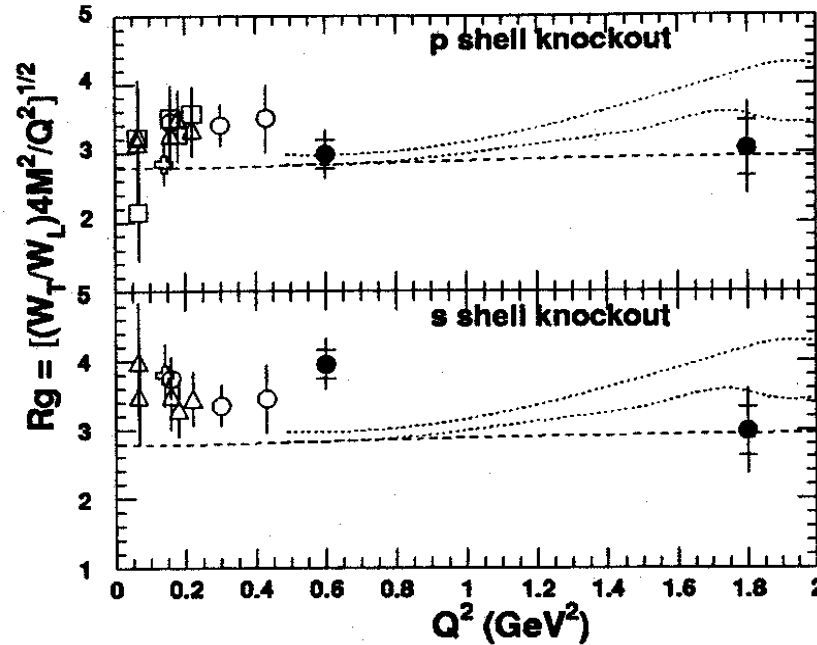 5
p shell knockout
4
3
2
5
s shell knockout
4
3
2
1
Rg = [(W_T/W_L)4M²/Q²]^{1/2}
0 0.2 0.4 0.6 0.8 1 1.2 1.4 1.6 1.8 2
Q² (GeV²)